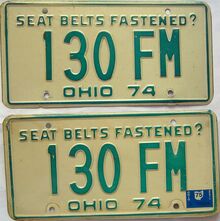 SEAT BELTS FASTENED?
130 FM
OHIO 74
SEAT BELTS FASTENED?
130 FM
OHIO 74
75